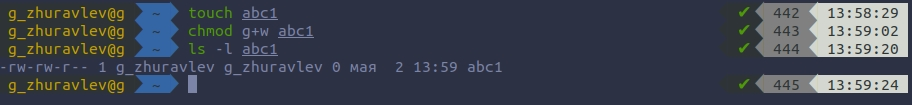 g_zhuravlev@g ~ touch abc1 ✔ 442 13:58:29
g_zhuravlev@g ~ chmod g+w abc1 ✔ 443 13:59:02
g_zhuravlev@g ~ ls -l abc1 ✔ 444 13:59:20
-rw-rw-r-- 1 g_zhuravlev g_zhuravlev 0 мая  2 13:59 abc1
g_zhuravlev@g ~ ✔ 445 13:59:24